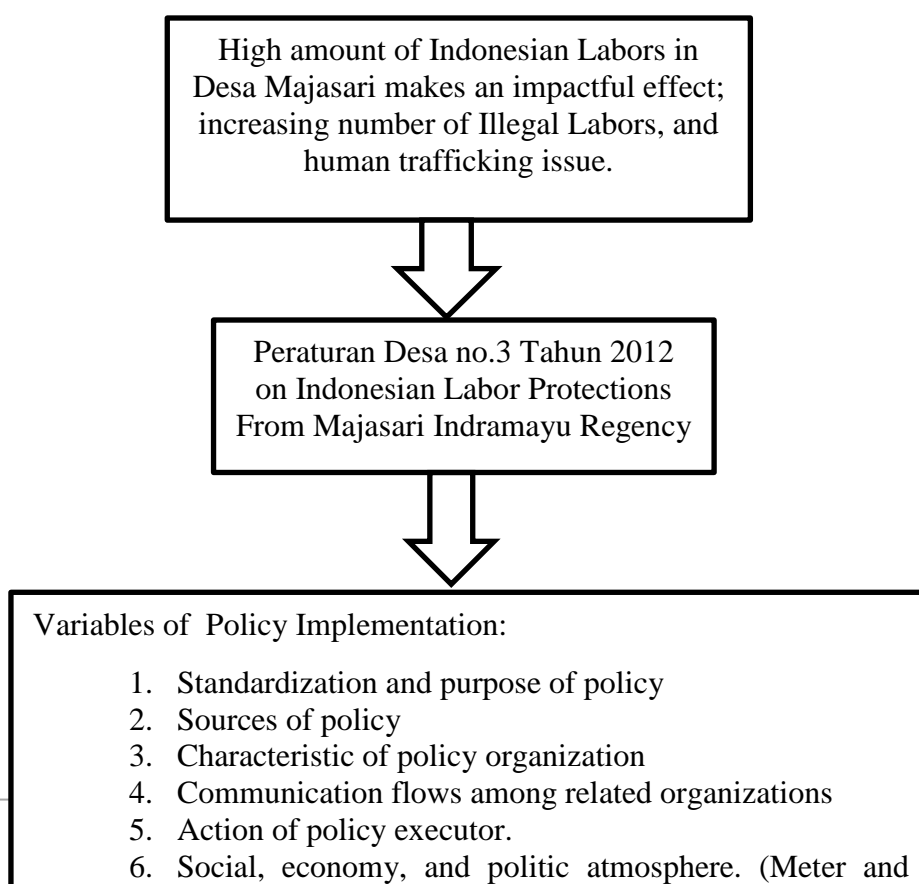 High amount of Indonesian Labors in
Desa Majasari makes an impactful effect;
increasing number of Illegal Labors, and
human trafficking issue.
Peraturan Desa no.3 Tahun 2012
on Indonesian Labor Protections
From Majasari Indramayu Regency
Variables of Policy Implementation:
1. Standardization and purpose of policy
2. Sources of policy
3. Characteristic of policy organization
4. Communication flows among related organizations
5. Action of policy executor.
6. Social, economy, and politic atmosphere. (Meter and